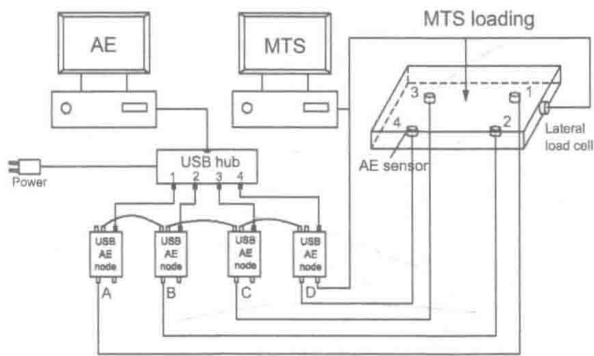 AE
MTS
MTS loading
3
1
4
2
Lateral
load cell
AE sensor
USB hub
1 2 3 4
Power
USB
AE
node
USB
AE
node
USB
AE
node
USB
AE
node
A
B
C
D